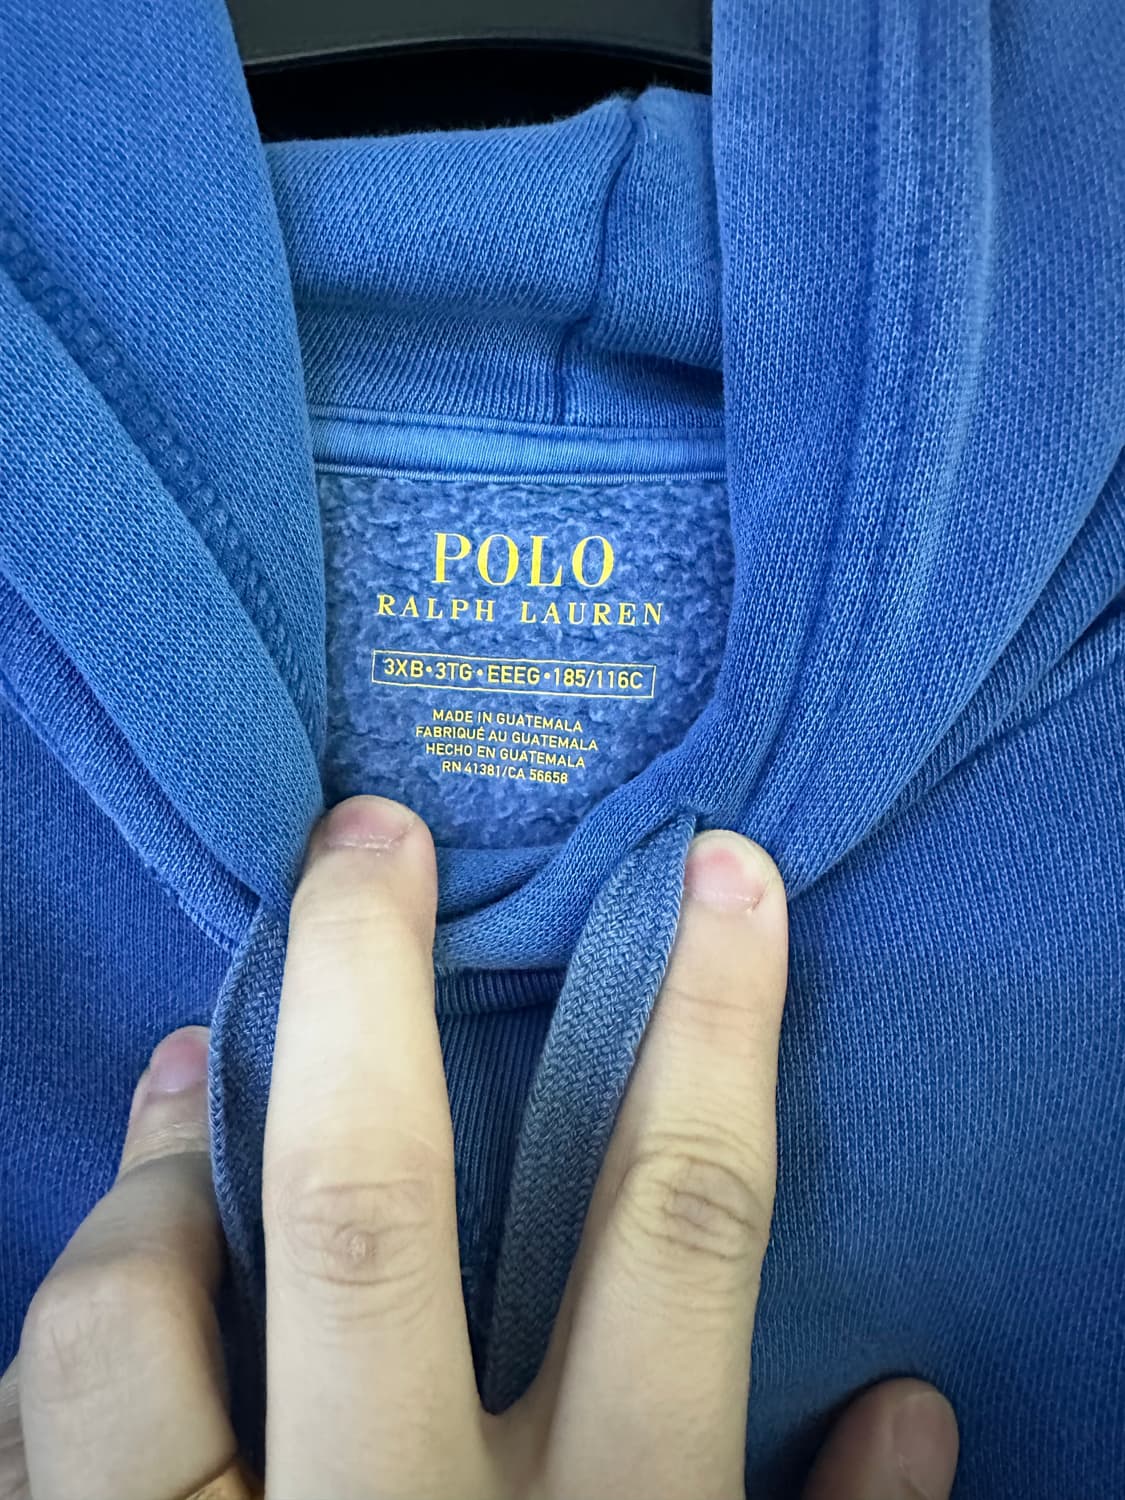 POLO
RALPH LAUREN
3XB•3TG•EEEG•185/116C
MADE IN GUATEMALA
FABRIQUÉ AU GUATEMALA
HECHO EN GUATEMALA
RN 41381/CA 56658